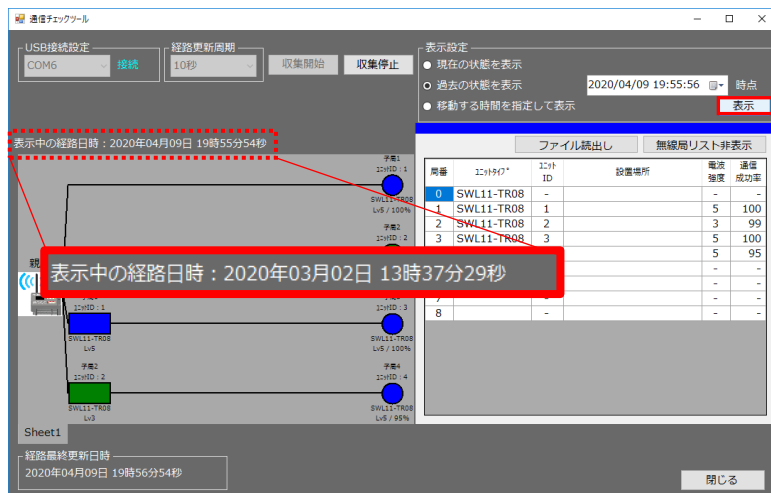 通信チェックツール
USB接続設定
COM6
接続
経路更新周期
10秒
収集開始
収集停止
表示設定
現在の状態を表示
過去の状態を表示
2020/04/09 19:55:56
時点
移動する時間を指定して表示
表示
表示中の経路日時:2020年04月09日 19時55分54秒
ファイル読出し
無線局リスト非表示
局番 ユニットタイプ ユニットID 設置場所 電波強度 通信成功率
0 SWL11-TR08 - - -
1 SWL11-TR08 1 5 100
2 SWL11-TR08 2 3 99
3 SWL11-TR08 3 5 100
5 95
- -
- -
7 - - -
8 - - -
子局1
ユニットID:1
SWL11-TR08
Lv5 / 100%
子局2
ユニットID:2
親
表示中の経路日時:2020年03月02日 13時37分29秒
ユニットID:1
SWL11-TR08
Lv5
ユニットID:3
SWL11-TR08
Lv5 / 100%
子局2
ユニットID:2
SWL11-TR08
Lv3
子局4
ユニットID:4
SWL11-TR08
Lv5 / 95%
Sheet1
経路最終更新日時
2020年04月09日 19時56分54秒
閉じる